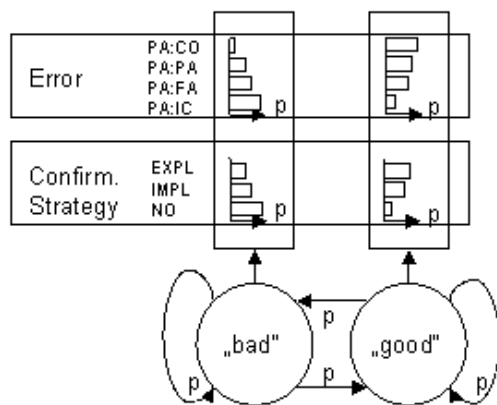 Error
PA:CO
PA:PA
PA:FA
PA:IC
p
p
Confirm.
Strategy
EXPL
IMPL
NO
p
p
„bad"
„good"
p
p
p
p